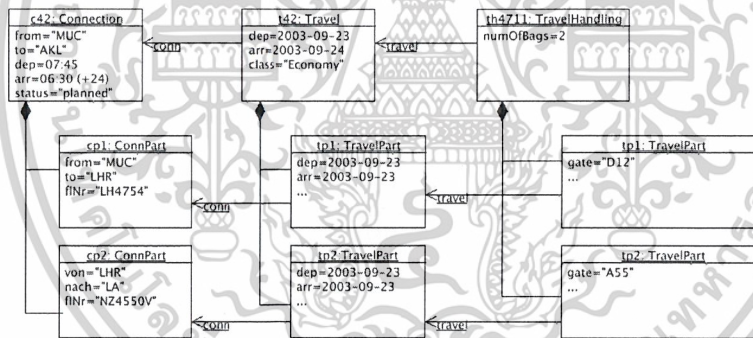 c42: Connection
from="MUC"
to="AKL"
dep=07:45
arr=06:30 (+24)
status="planned"
conn
t42: Travel
dep=2003-09-23
arr=2003-09-24
class="Economy"
travel
th4711: TravelHandling
numOfBags=2
cp1: ConnPart
from="MUC"
to="LHR"
flNr="LH4754"
conn
tp1: TravelPart
dep=2003-09-23
arr=2003-09-23
...
travel
tp1: TravelPart
gate="D12"
...
cp2: ConnPart
von="LHR"
nach="LA"
flNr="NZ4550V"
conn
tp2: TravelPart
dep=2003-09-23
arr=2003-09-23
...
travel
tp2: TravelPart
gate="A55"
...